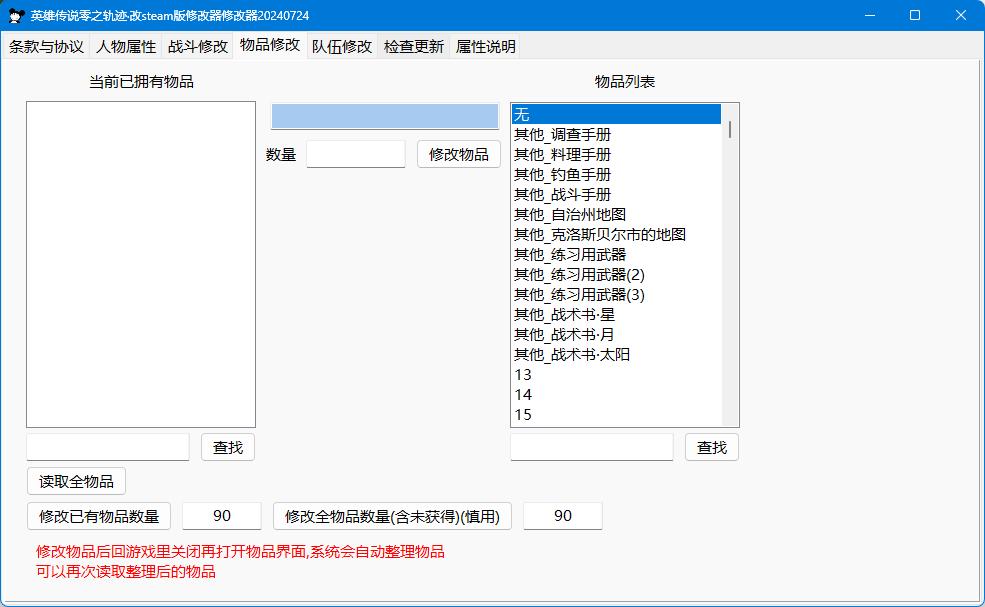 英雄传说零之轨迹·改steam版修改器修改器20240724
条款与协议 人物属性 战斗修改 物品修改 队伍修改 检查更新 属性说明
当前已拥有物品
数量 修改物品
物品列表
无
其他_调查手册
其他_料理手册
其他_钓鱼手册
其他_战斗手册
其他_自治州地图
其他_克洛斯贝尔市的地图
其他_练习用武器
其他_练习用武器(2)
其他_练习用武器(3)
其他_战术书·星
其他_战术书·月
其他_战术书·太阳
13
14
15
查找 查找
读取全物品
修改已有物品数量 90 修改全物品数量(含未获得)(慎用) 90
修改物品后回游戏里关闭再打开物品界面,系统会自动整理物品
可以再次读取整理后的物品